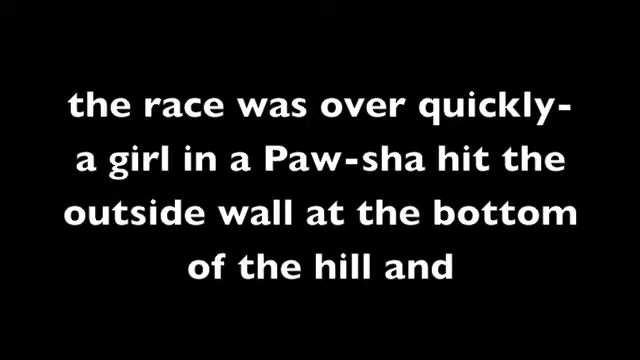 the race was over quickly-
a girl in a Paw-sha hit the
outside wall at the bottom
of the hill and